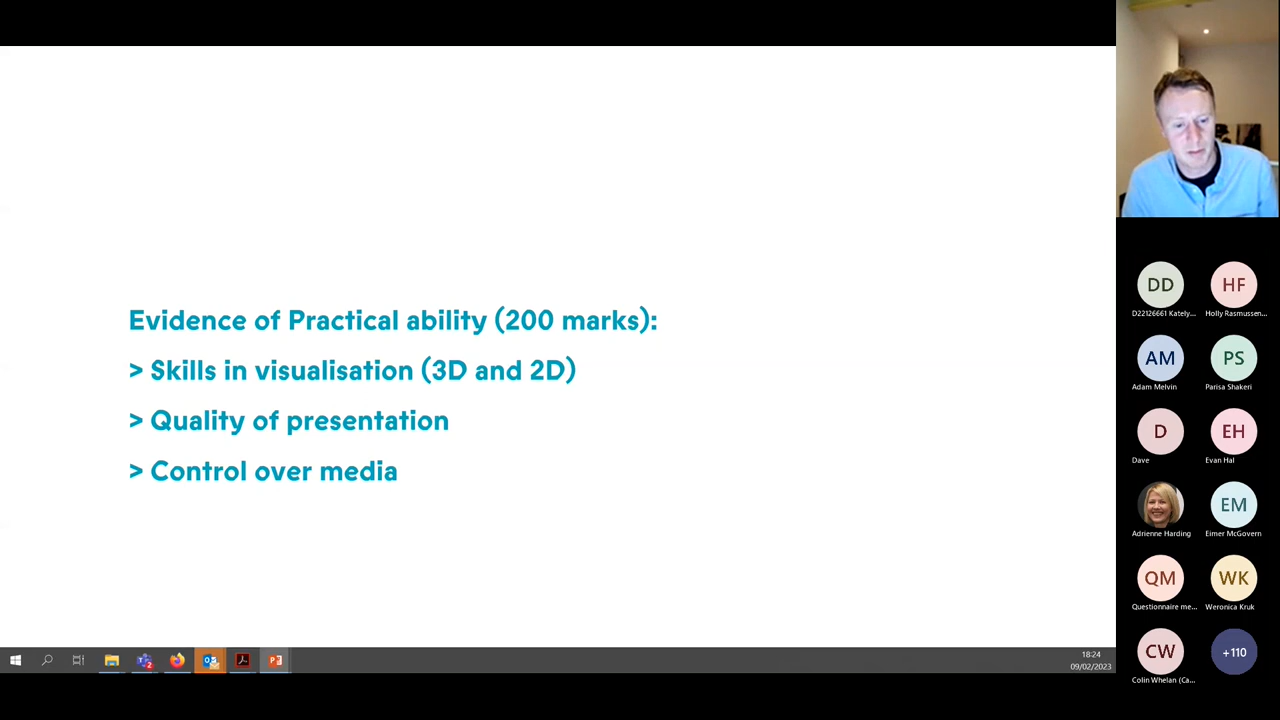 Evidence of Practical ability (200 marks):
> Skills in visualisation (3D and 2D)
> Quality of presentation
> Control over media
DD
HF
D22126661 Kately...
Holly Rasmussen...
AM
PS
Adam Melvin
Parisa Shakeri
D
EH
Dave
Evan Hal
EM
Adrienne Harding
Eimer McGovern
QM
WK
Questionnaire me...
Weronica Kruk
CW
+110
Colin Whelan (Ca...
18:24
09/02/2023